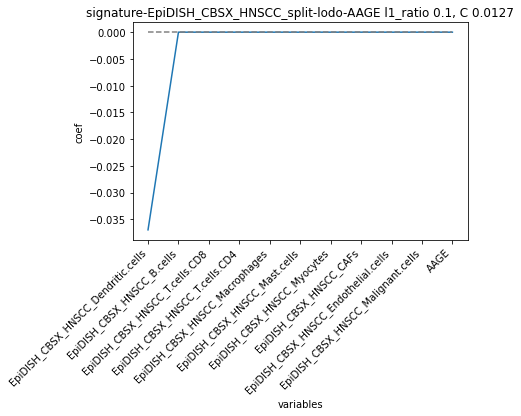 signature-EpiDISH_CBSX_HNSCC_split-lodo-AAGE l1_ratio 0.1, C 0.0127
0.000
−0.005
−0.010
−0.015
−0.020
−0.025
−0.030
−0.035
coef
EpiDISH_CBSX_HNSCC_Dendritic.cells
EpiDISH_CBSX_HNSCC_B.cells
EpiDISH_CBSX_HNSCC_T.cells.CD8
EpiDISH_CBSX_HNSCC_T.cells.CD4
EpiDISH_CBSX_HNSCC_Macrophages
EpiDISH_CBSX_HNSCC_Mast.cells
EpiDISH_CBSX_HNSCC_Myocytes
EpiDISH_CBSX_HNSCC_CAFs
EpiDISH_CBSX_HNSCC_Endothelial.cells
EpiDISH_CBSX_HNSCC_Malignant.cells
AAGE
variables